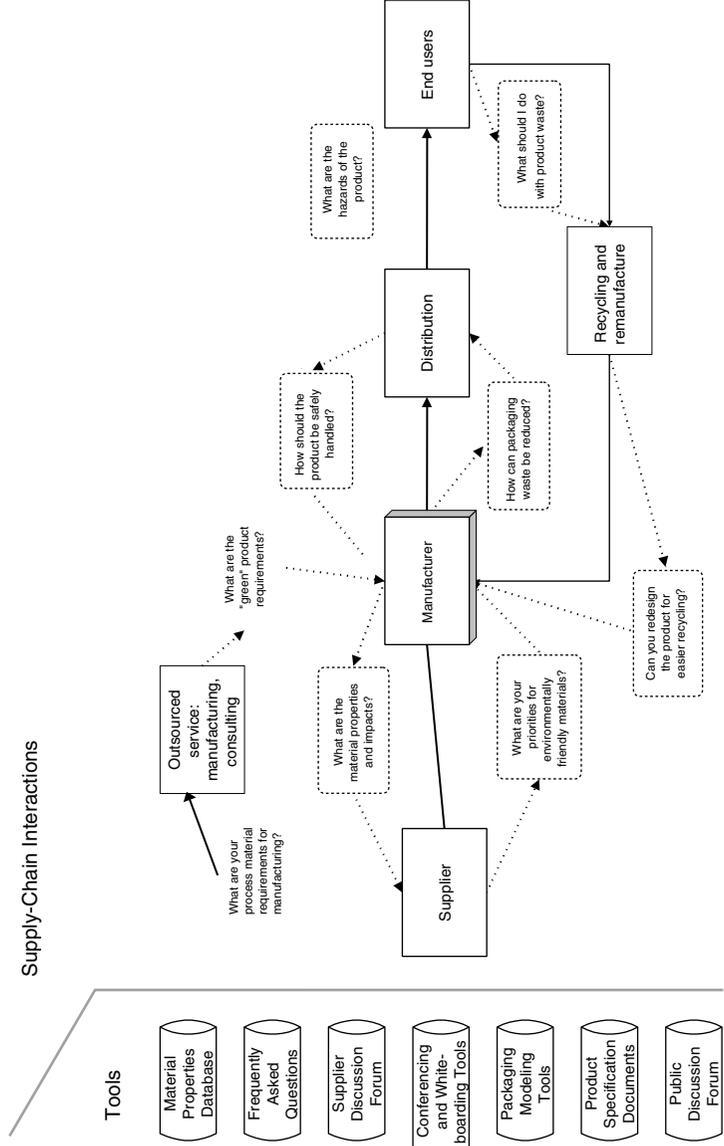 Supply-Chain Interactions
Tools
Material
Properties
Database
Frequently
Asked
Questions
Supplier
Discussion
Forum
Conferencing
and White-
boarding Tools
Packaging
Modeling
Tools
Product
Specification
Documents
Public
Discussion
Forum
What are your
process material
requirements for
manufacturing?
Outsourced
service:
manufacturing,
consulting
What are the
"green" product
requirements?
How should the
product be safely
handled?
What are the
hazards of the
product?
What are the
material properties
and impacts?
Supplier
Manufacturer
Distribution
End users
What are your
priorities for
environmentally
friendly materials?
How can packaging
waste be reduced?
What should I do
with product waste?
Recycling and
remanufacture
Can you redesign
the product for
easier recycling?